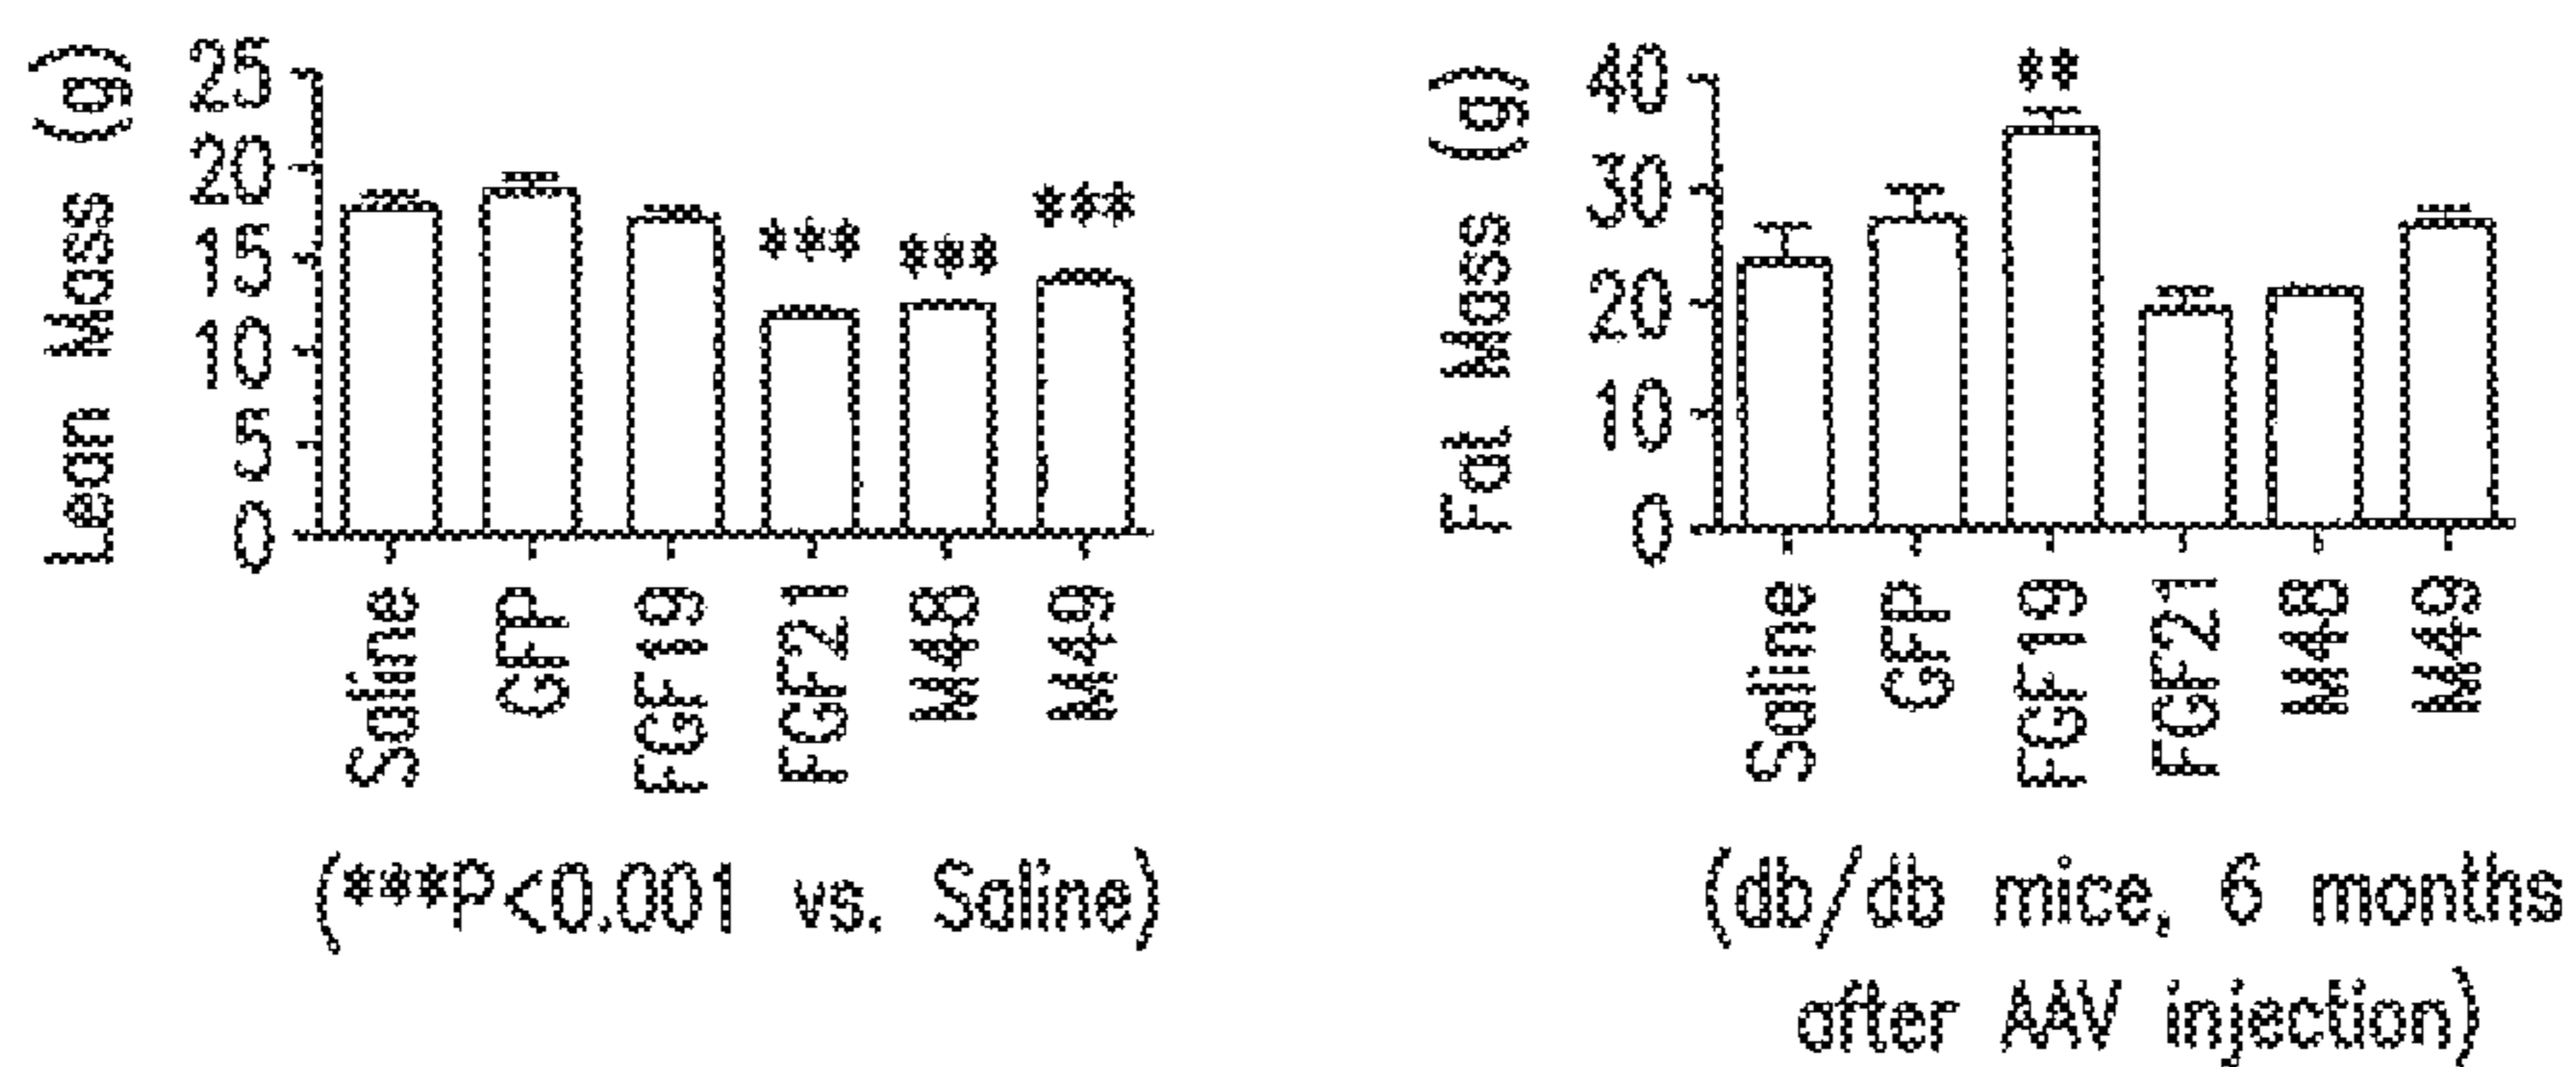 Lean Mass (g)
25
20
15
10
5
0
***
***
***
Saline
GFP
FGF19
FGF21
M48
M49
(***P<0.001 vs. Saline)
Fat Mass (g)
40
30
20
10
0
**
Saline
GFP
FGF19
FGF21
M48
M49
(db/db mice, 6 months
after AAV injection)